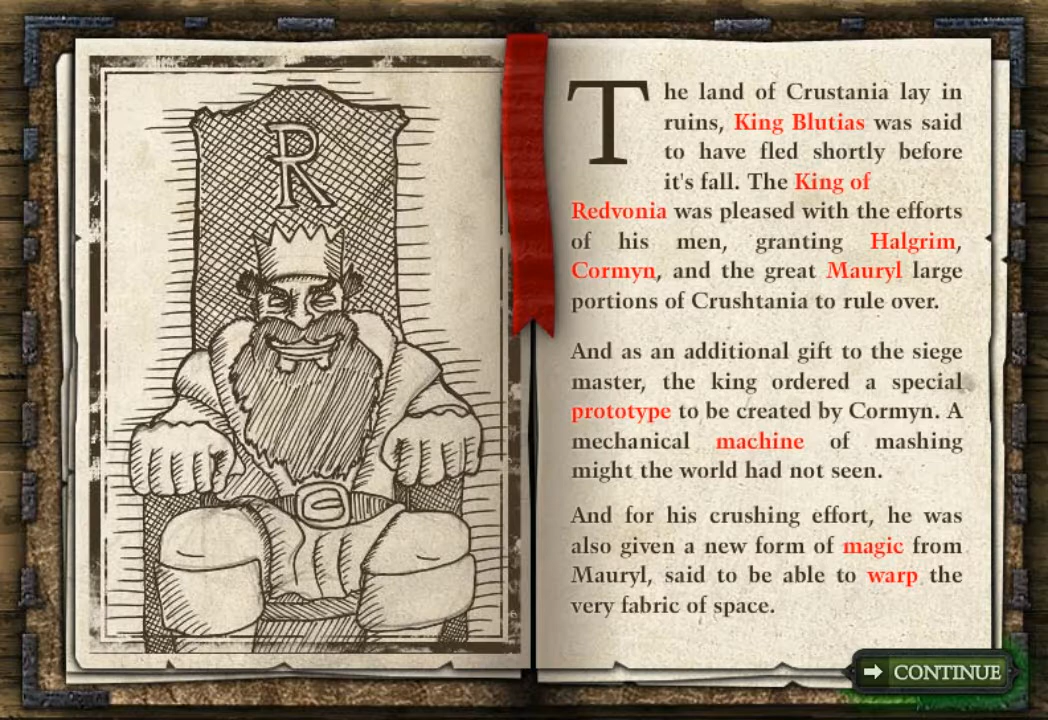 R
The land of Crustania lay in
ruins, King Blutias was said
to have fled shortly before
it's fall. The King of
Redvonia was pleased with the efforts
of his men, granting Halgrim,
Cormyn, and the great Mauryl large
portions of Crushtania to rule over.
And as an additional gift to the siege
master, the king ordered a special
prototype to be created by Cormyn. A
mechanical machine of mashing
might the world had not seen.
And for his crushing effort, he was
also given a new form of magic from
Mauryl, said to be able to warp the
very fabric of space.
CONTINUE